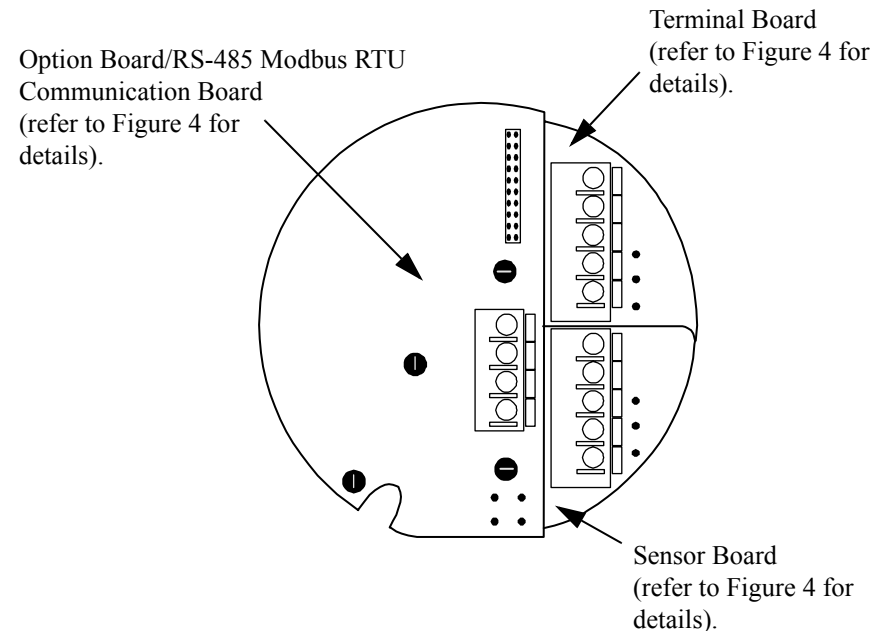 Terminal Board
(refer to Figure 4 for
details).
Option Board/RS-485 Modbus RTU
Communication Board
(refer to Figure 4 for
details).
Sensor Board
(refer to Figure 4 for
details).